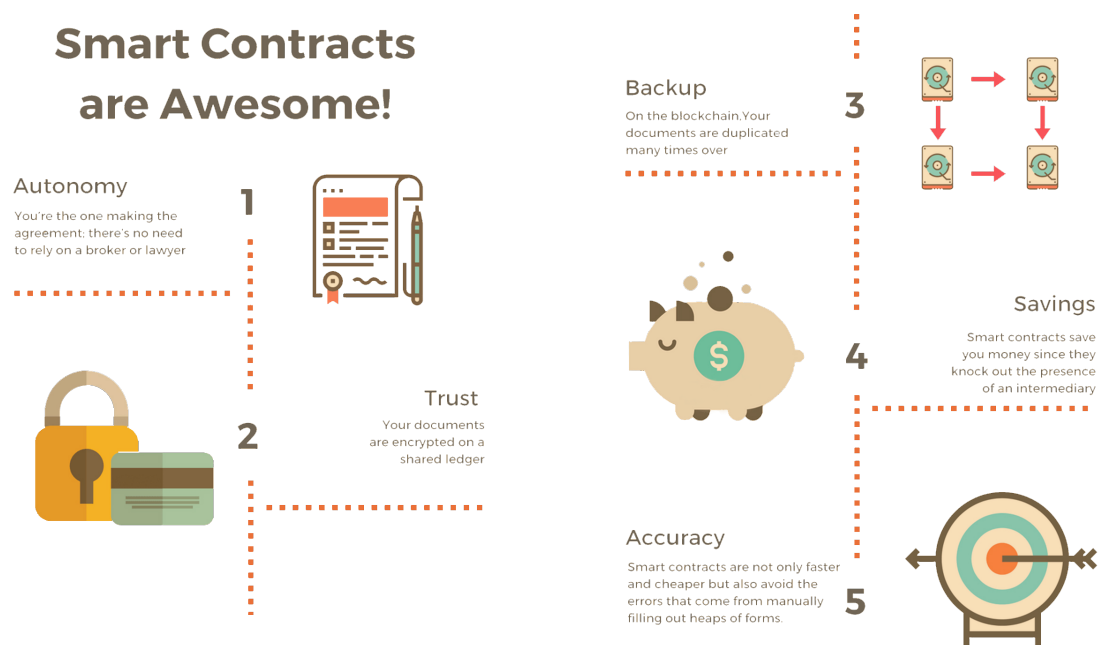 Smart Contracts
are Awesome!
Autonomy
You're the one making the
agreement; there's no need
to rely on a broker or lawyer
1
2
Trust
Your documents
are encrypted on a
shared ledger
Backup
On the blockchain,Your
documents are duplicated
many times over
3
$
4
Savings
Smart contracts save
you money since they
knock out the presence
of an intermediary
Accuracy
Smart contracts are not only faster
and cheaper but also avoid the
errors that come from manually
filling out heaps of forms.
5